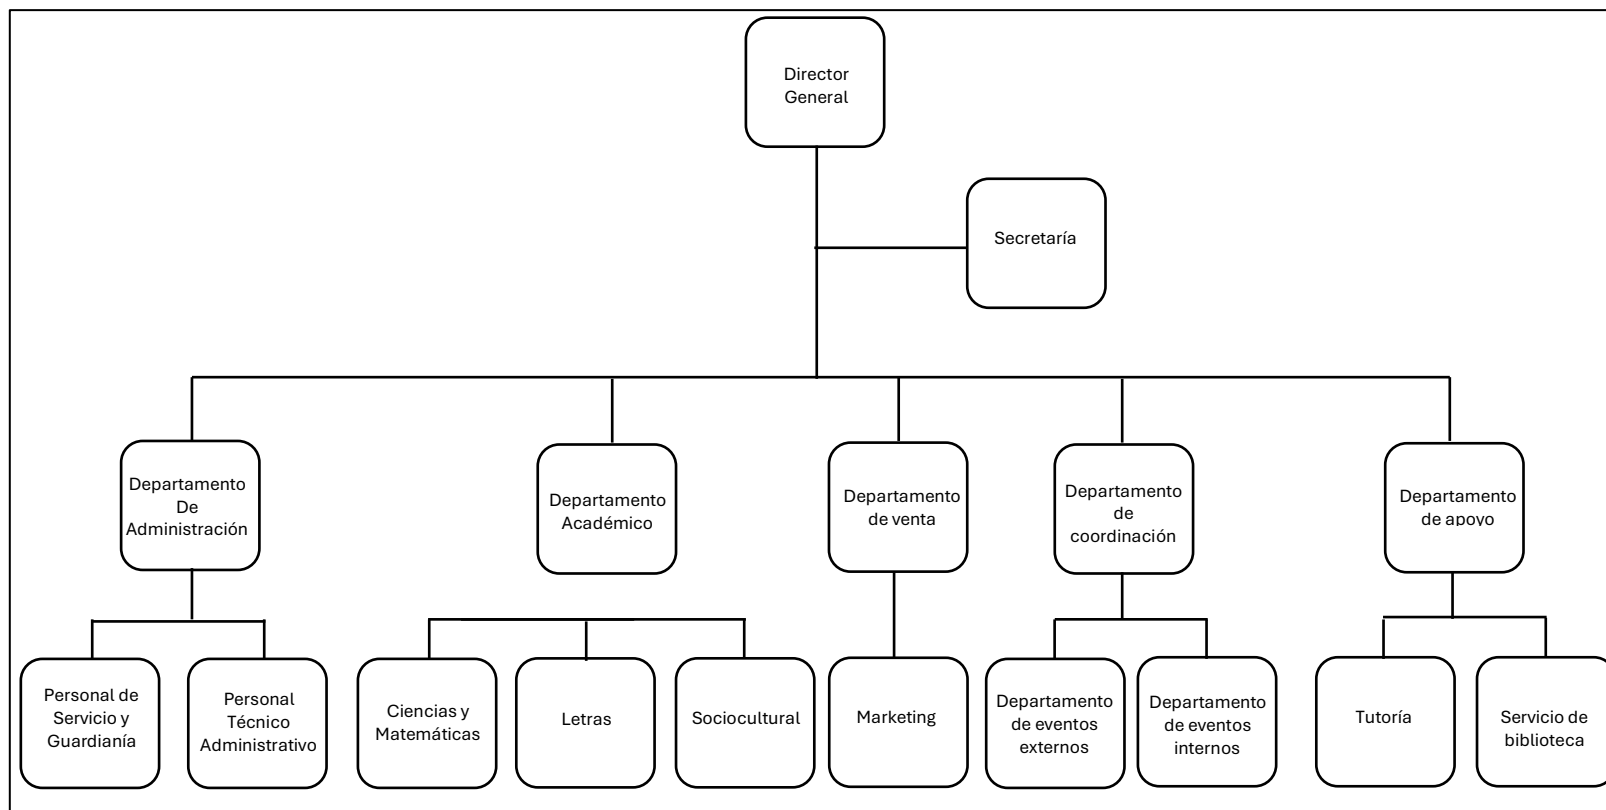 Director
General
Secretaría
Departamento
De
Administración
Departamento
Académico
Departamento
de venta
Departamento
de
coordinación
Departamento
de apoyo
Personal de
Servicio y
Guardianía
Personal
Técnico
Administrativo
Ciencias y
Matemáticas
Letras
Sociocultural
Marketing
Departamento
de eventos
externos
Departamento
de eventos
internos
Tutoría
Servicio de
biblioteca